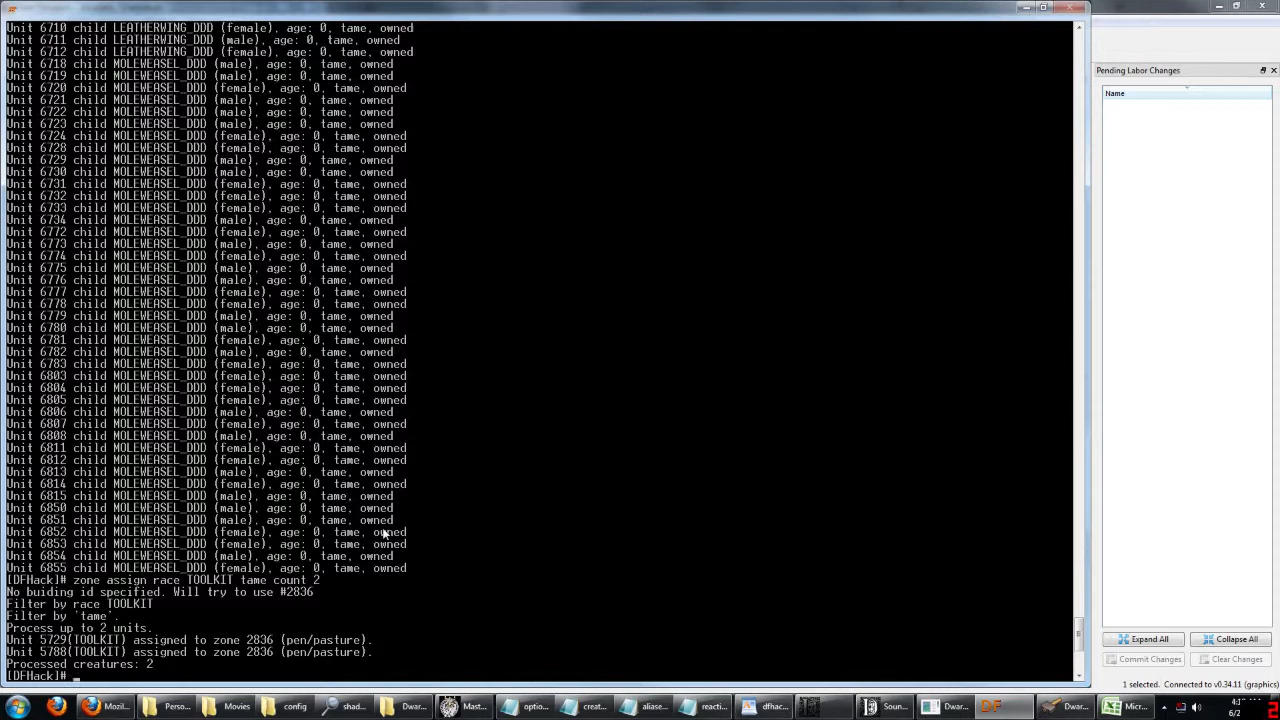 Unit 6710 child LEATHERWING_DDD (female), age: 0, tame, owned
Unit 6711 child LEATHERWING_DDD (male), age: 0, tame, owned
Unit 6712 child LEATHERWING_DDD (female), age: 0, tame, owned
Unit 6718 child MOLEWEASEL_DDD (male), age: 0, tame, owned
Unit 6719 child MOLEWEASEL_DDD (male), age: 0, tame, owned
Unit 6720 child MOLEWEASEL_DDD (female), age: 0, tame, owned
Unit 6721 child MOLEWEASEL_DDD (male), age: 0, tame, owned
Unit 6722 child MOLEWEASEL_DDD (male), age: 0, tame, owned
Unit 6723 child MOLEWEASEL_DDD (male), age: 0, tame, owned
Unit 6724 child MOLEWEASEL_DDD (female), age: 0, tame, owned
Unit 6728 child MOLEWEASEL_DDD (female), age: 0, tame, owned
Unit 6729 child MOLEWEASEL_DDD (male), age: 0, tame, owned
Unit 6730 child MOLEWEASEL_DDD (male), age: 0, tame, owned
Unit 6731 child MOLEWEASEL_DDD (female), age: 0, tame, owned
Unit 6732 child MOLEWEASEL_DDD (female), age: 0, tame, owned
Unit 6733 child MOLEWEASEL_DDD (female), age: 0, tame, owned
Unit 6734 child MOLEWEASEL_DDD (male), age: 0, tame, owned
Unit 6772 child MOLEWEASEL_DDD (female), age: 0, tame, owned
Unit 6773 child MOLEWEASEL_DDD (male), age: 0, tame, owned
Unit 6774 child MOLEWEASEL_DDD (female), age: 0, tame, owned
Unit 6775 child MOLEWEASEL_DDD (male), age: 0, tame, owned
Unit 6776 child MOLEWEASEL_DDD (male), age: 0, tame, owned
Unit 6777 child MOLEWEASEL_DDD (female), age: 0, tame, owned
Unit 6778 child MOLEWEASEL_DDD (female), age: 0, tame, owned
Unit 6779 child MOLEWEASEL_DDD (male), age: 0, tame, owned
Unit 6780 child MOLEWEASEL_DDD (male), age: 0, tame, owned
Unit 6781 child MOLEWEASEL_DDD (female), age: 0, tame, owned
Unit 6782 child MOLEWEASEL_DDD (male), age: 0, tame, owned
Unit 6783 child MOLEWEASEL_DDD (female), age: 0, tame, owned
Unit 6803 child MOLEWEASEL_DDD (female), age: 0, tame, owned
Unit 6804 child MOLEWEASEL_DDD (female), age: 0, tame, owned
Unit 6805 child MOLEWEASEL_DDD (female), age: 0, tame, owned
Unit 6806 child MOLEWEASEL_DDD (male), age: 0, tame, owned
Unit 6807 child MOLEWEASEL_DDD (female), age: 0, tame, owned
Unit 6808 child MOLEWEASEL_DDD (male), age: 0, tame, owned
Unit 6811 child MOLEWEASEL_DDD (female), age: 0, tame, owned
Unit 6812 child MOLEWEASEL_DDD (female), age: 0, tame, owned
Unit 6813 child MOLEWEASEL_DDD (male), age: 0, tame, owned
Unit 6814 child MOLEWEASEL_DDD (female), age: 0, tame, owned
Unit 6815 child MOLEWEASEL_DDD (male), age: 0, tame, owned
Unit 6850 child MOLEWEASEL_DDD (male), age: 0, tame, owned
Unit 6851 child MOLEWEASEL_DDD (male), age: 0, tame, owned
Unit 6852 child MOLEWEASEL_DDD (female), age: 0, tame, owned
Unit 6853 child MOLEWEASEL_DDD (female), age: 0, tame, owned
Unit 6854 child MOLEWEASEL_DDD (male), age: 0, tame, owned
Unit 6855 child MOLEWEASEL_DDD (female), age: 0, tame, owned
[DFHack]# zone assign race TOOLKIT tame count 2
No buiding id specified. Will try to use #2836
Filter by race TOOLKIT
Filter by 'tame'.
Process up to 2 units.
Unit 5729(TOOLKIT) assigned to zone 2836 (pen/pasture).
Unit 5788(TOOLKIT) assigned to zone 2836 (pen/pasture).
Processed creatures: 2
[DFHack]#
Pending Labor Changes
Name
Expand All
Collapse All
Commit Changes
Clear Changes
1 selected. Connected to v0.34.11 (graphics)
Mozil...
Perso...
Movies
config
shad...
Dwar...
Mast...
optio...
creat...
aliase...
reacti...
dfhac...
Soun...
Dwar...
DF
Dwar...
Micr...